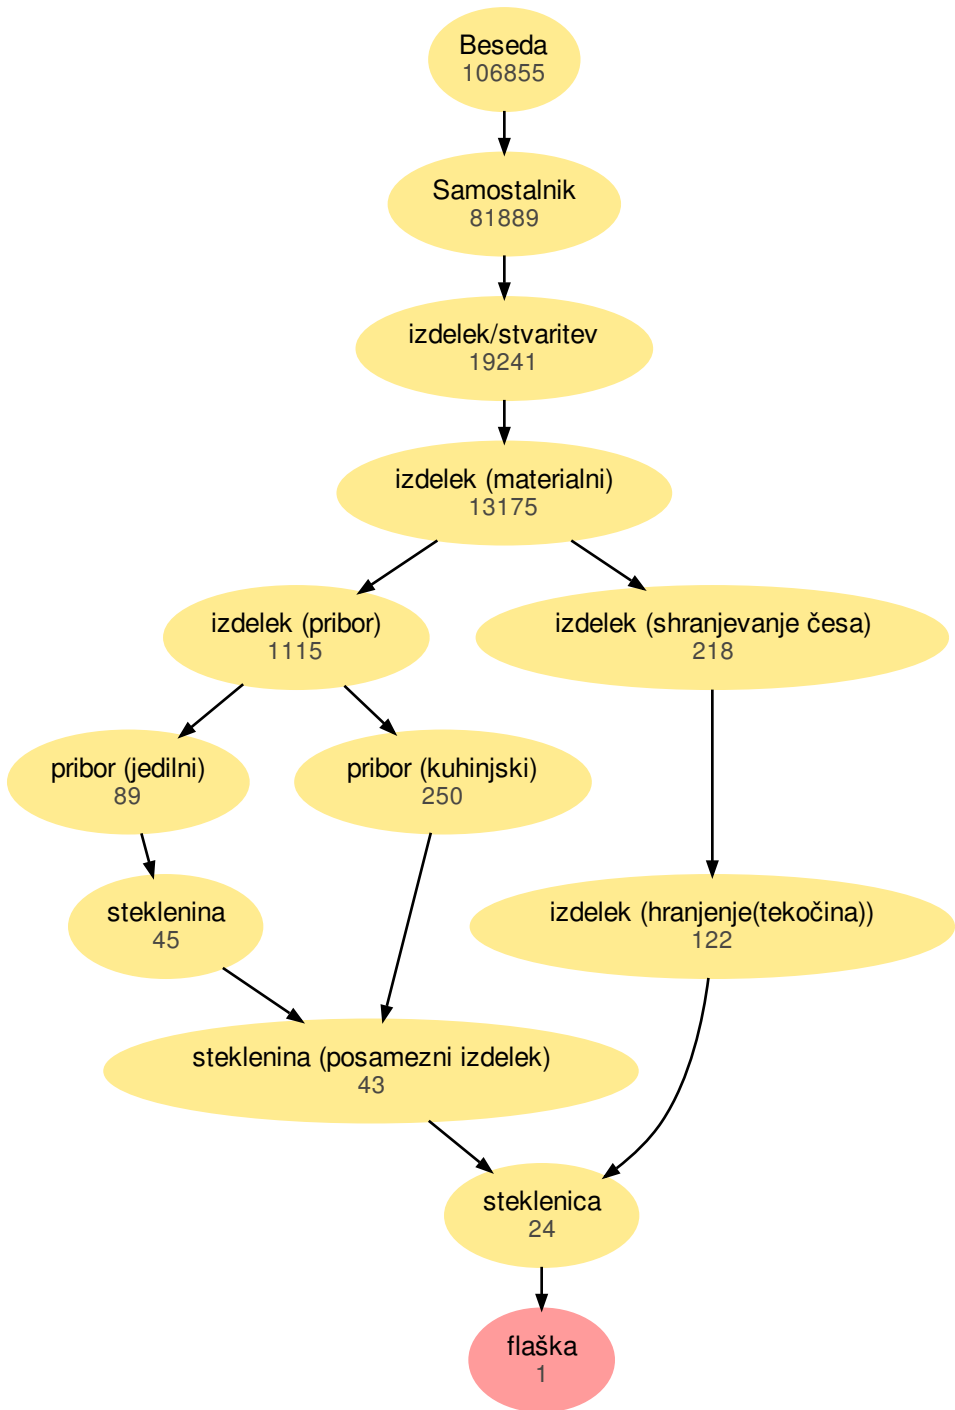 Beseda
106855
Samostalnik
81889
izdelek/stvaritev
19241
izdelek (materialni)
13175
izdelek (pribor)
1115
izdelek (shranjevanje česa)
218
pribor (jedilni)
89
pribor (kuhinjski)
250
steklenina
45
izdelek (hranjenje(tekočina))
122
steklenina (posamezni izdelek)
43
steklenica
24
flaška
1